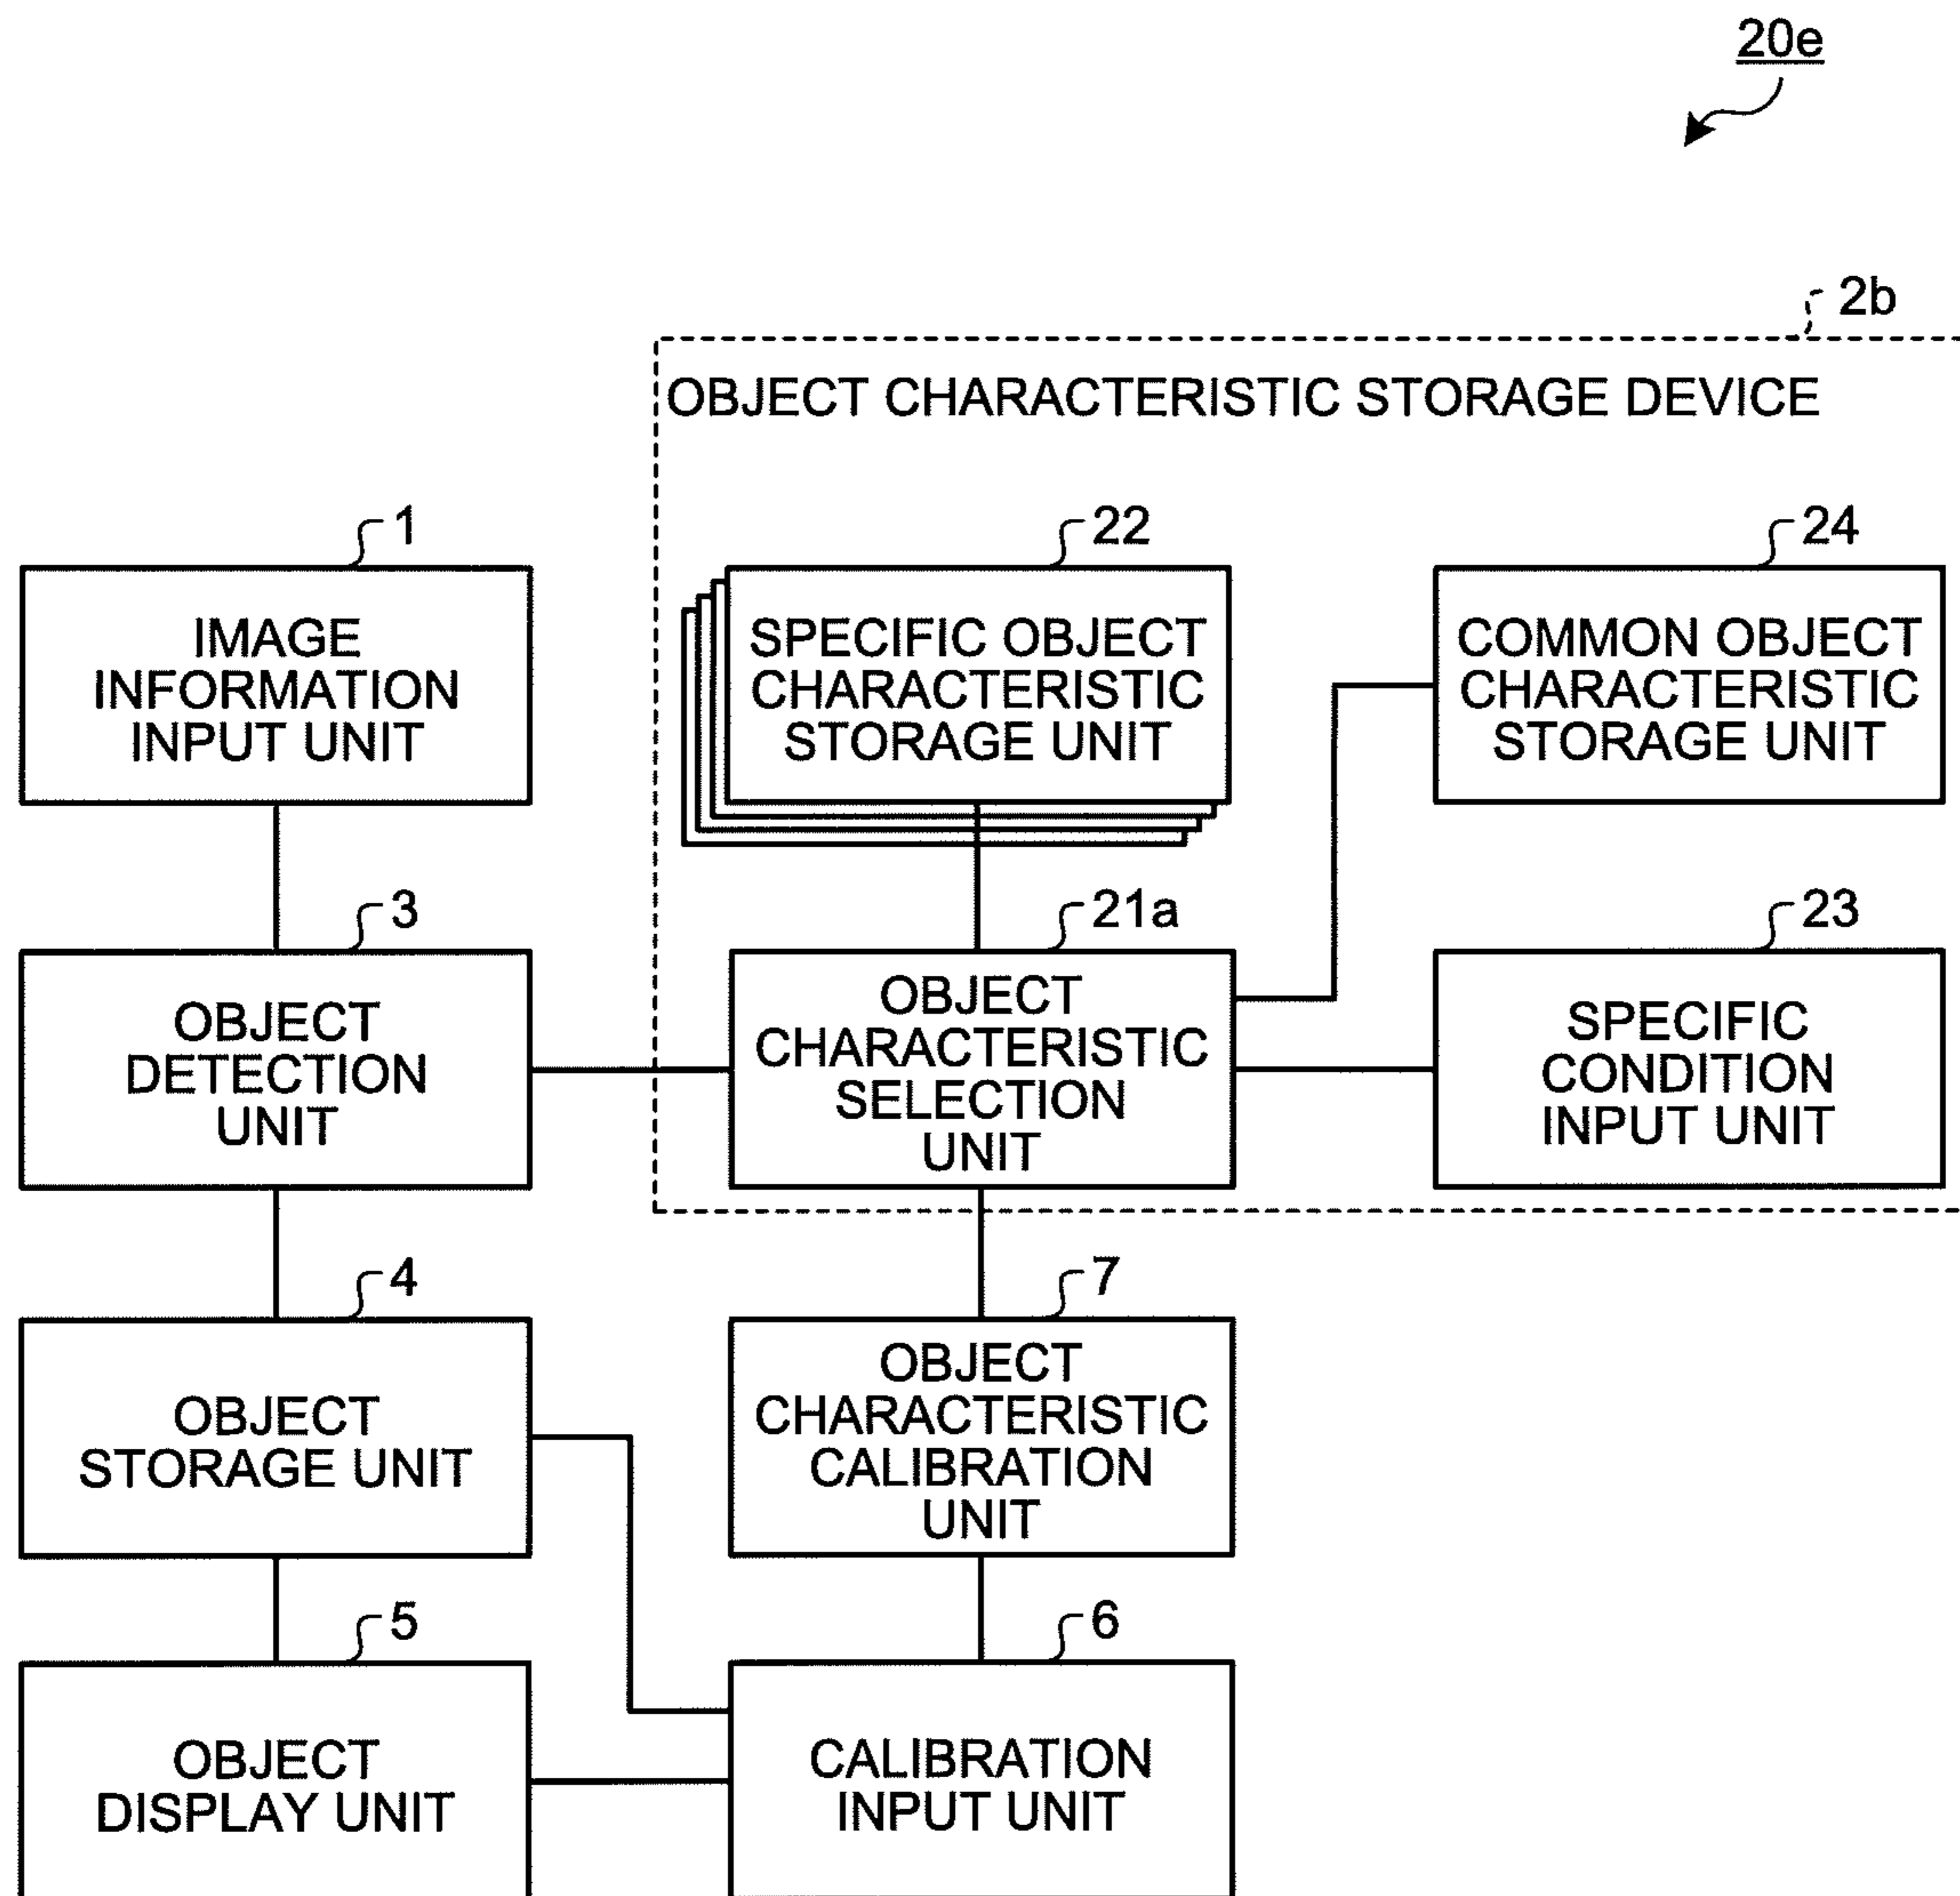 20e
2b
OBJECT CHARACTERISTIC STORAGE DEVICE
1
IMAGE
INFORMATION
INPUT UNIT
22
SPECIFIC OBJECT
CHARACTERISTIC
STORAGE UNIT
24
COMMON OBJECT
CHARACTERISTIC
STORAGE UNIT
3
OBJECT
DETECTION
UNIT
21a
OBJECT
CHARACTERISTIC
SELECTION
UNIT
23
SPECIFIC
CONDITION
INPUT UNIT
4
OBJECT
STORAGE UNIT
7
OBJECT
CHARACTERISTIC
CALIBRATION
UNIT
5
OBJECT
DISPLAY UNIT
6
CALIBRATION
INPUT UNIT